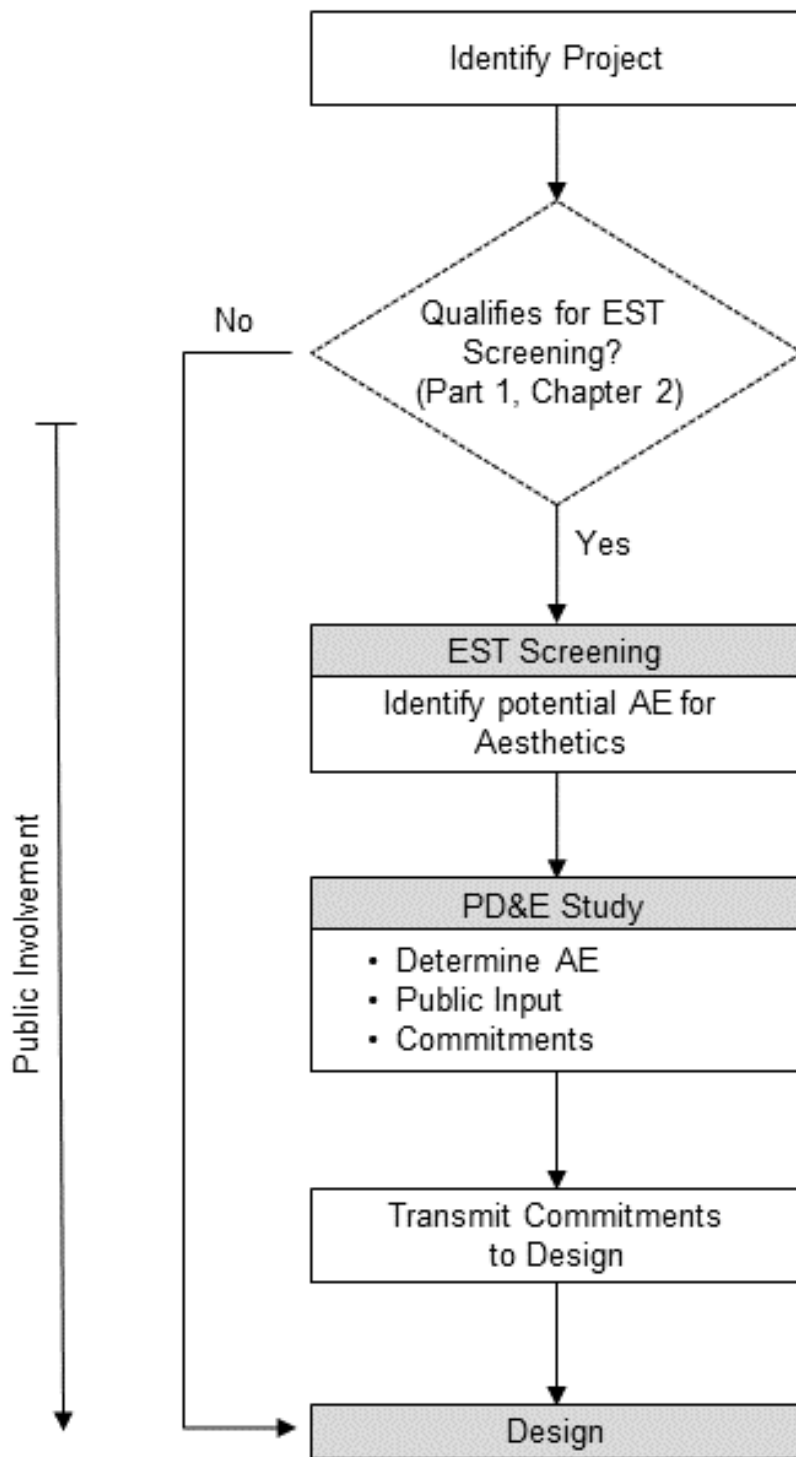 Identify Project
No
Qualifies for EST
Screening?
(Part 1, Chapter 2)
Yes
EST Screening
Identify potential AE for
Aesthetics
PD&E Study
• Determine AE
• Public Input
• Commitments
Public Involvement
Transmit Commitments
to Design
Design